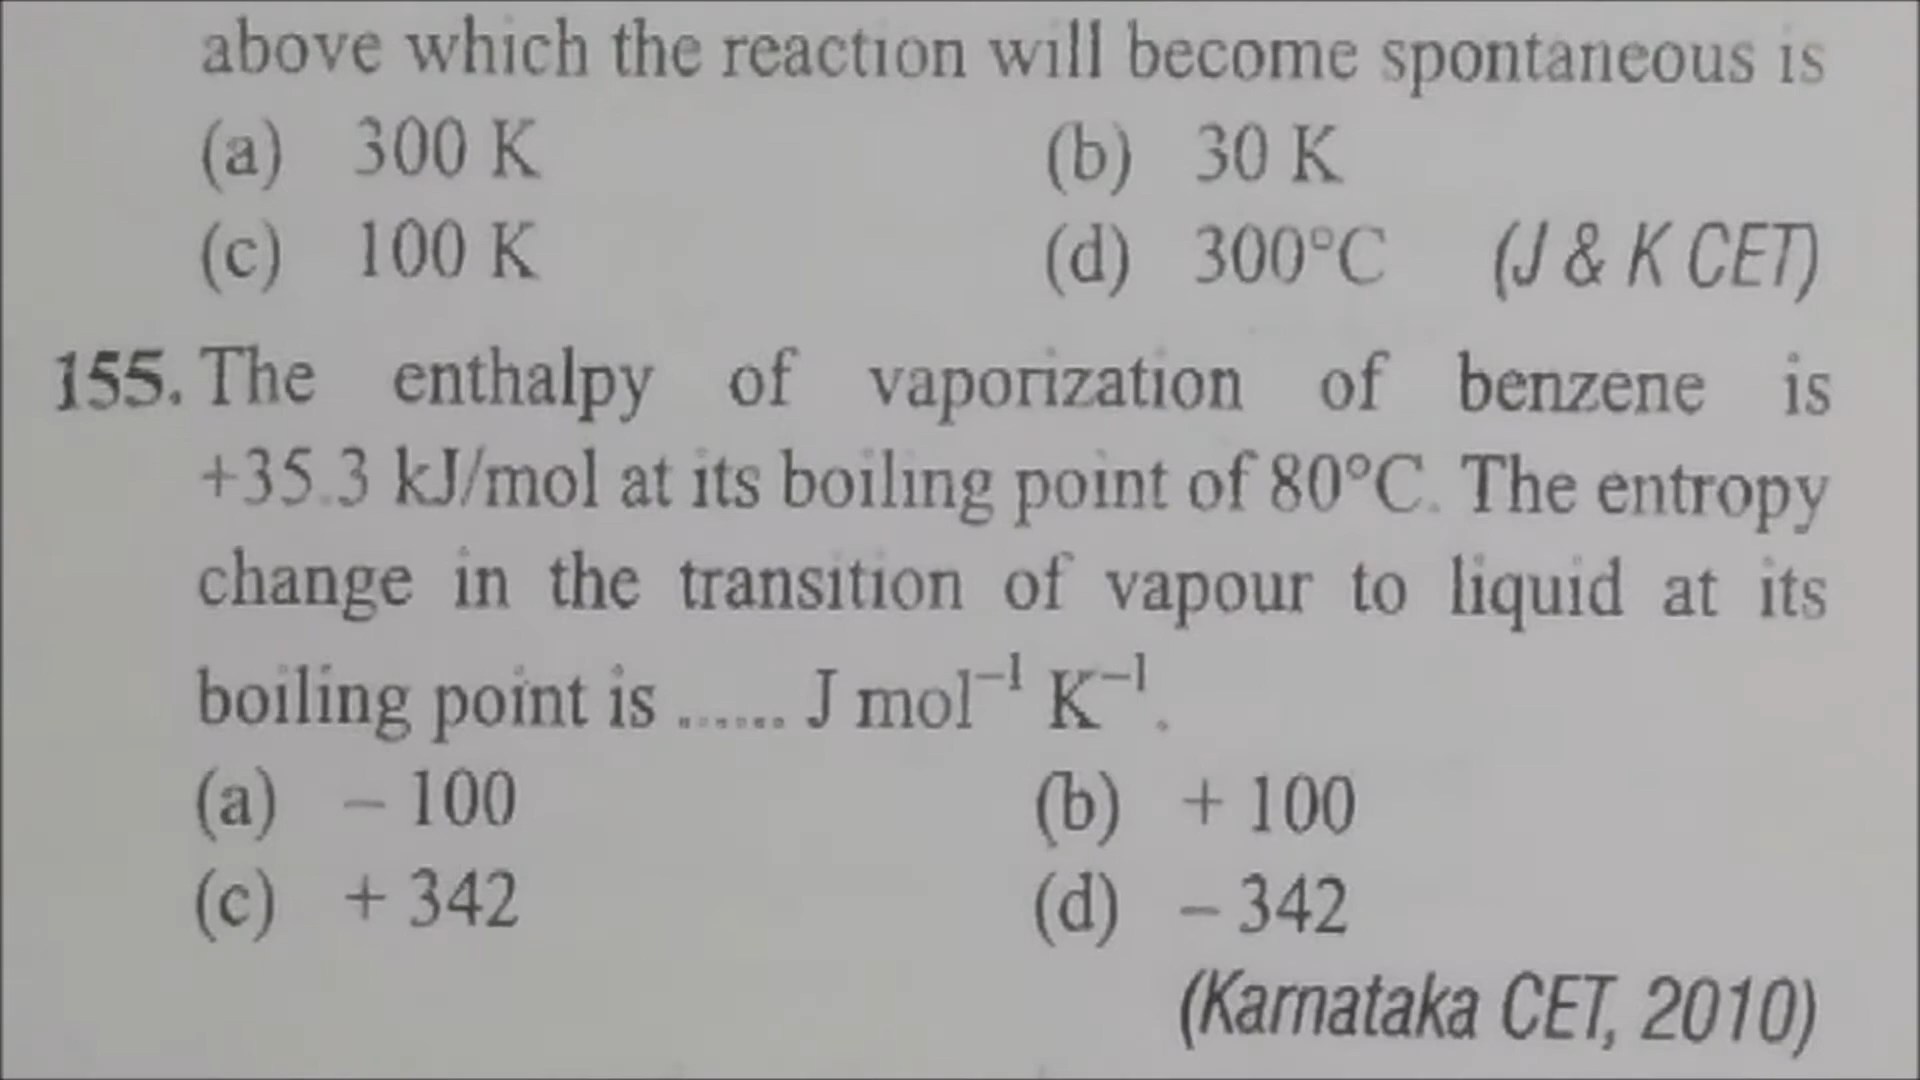 above which the reaction will become spontaneous is
(a) 300 K (b) 30 K
(c) 100 K (d) 300°C (J & K CET)
155. The enthalpy of vaporization of benzene is
+35.3 kJ/mol at its boiling point of 80°C. The entropy
change in the transition of vapour to liquid at its
boiling point is ....... J mol⁻¹ K⁻¹.
(a) – 100 (b) + 100
(c) + 342 (d) – 342
(Karnataka CET, 2010)